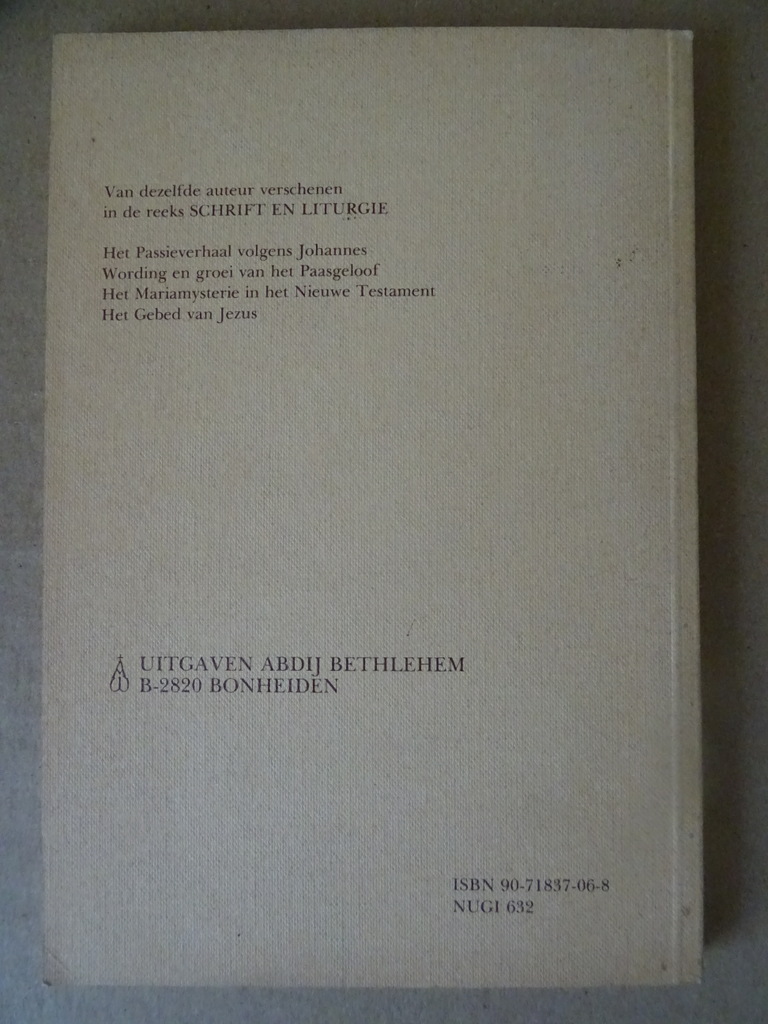 Van dezelfde auteur verschenen
in de reeks SCHRIFT EN LITURGIE
Het Passieverhaal volgens Johannes
Wording en groei van het Paasgeloof
Het Mariamysterie in het Nieuwe Testament
Het Gebed van Jezus
UITGAVEN ABDIJ BETHLEHEM
B-2820 BONHEIDEN
ISBN 90-71837-06-8
NUGI 632